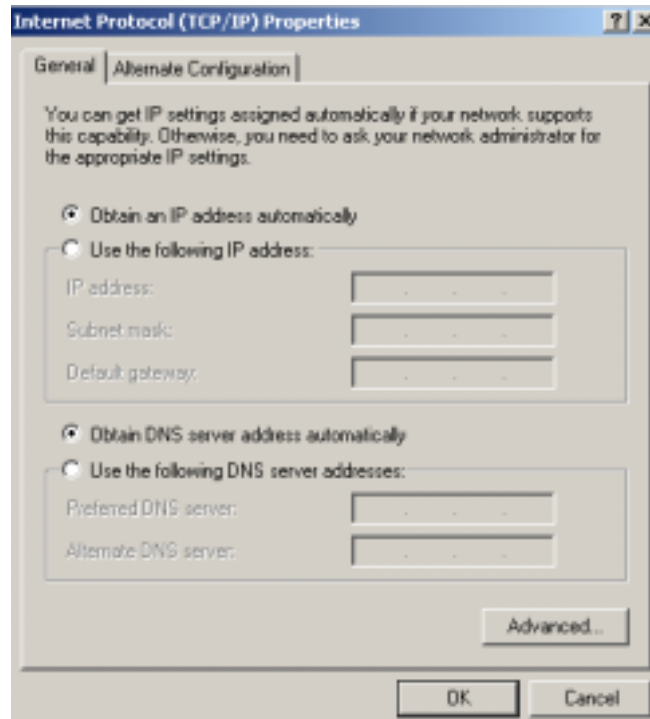 Internet Protocol (TCP/IP) Properties
General
Alternate Configuration
You can get IP settings assigned automatically if your network supports
this capability. Otherwise, you need to ask your network administrator for
the appropriate IP settings.
Obtain an IP address automatically
Use the following IP address:
IP address:
Subnet mask:
Default gateway:
Obtain DNS server address automatically
Use the following DNS server addresses:
Preferred DNS server:
Alternate DNS server:
Advanced...
OK
Cancel